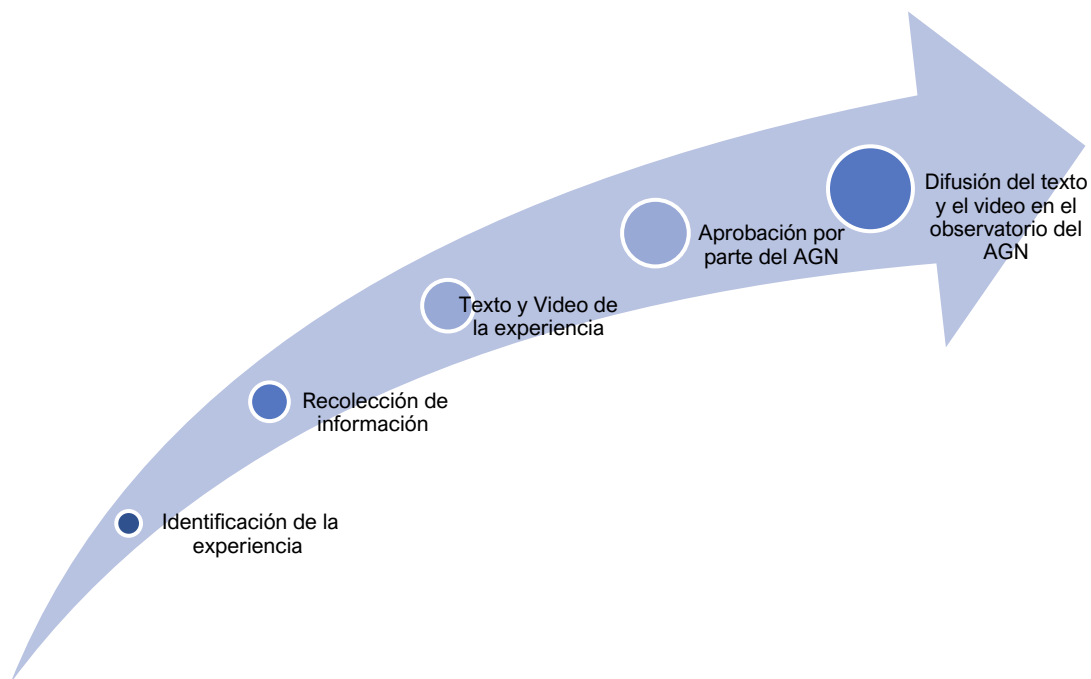 Identificación de la
experiencia
Recolección de
información
Texto y Video de
la experiencia
Aprobación por
parte del AGN
Difusión del texto
y el video en el
observatorio del
AGN